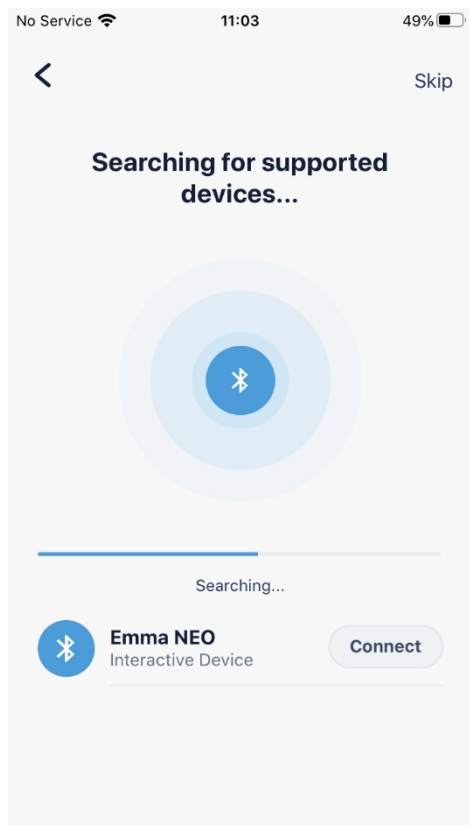 No Service 11:03 49%
Skip
Searching for supported
devices...
Searching...
Emma NEO
Interactive Device
Connect